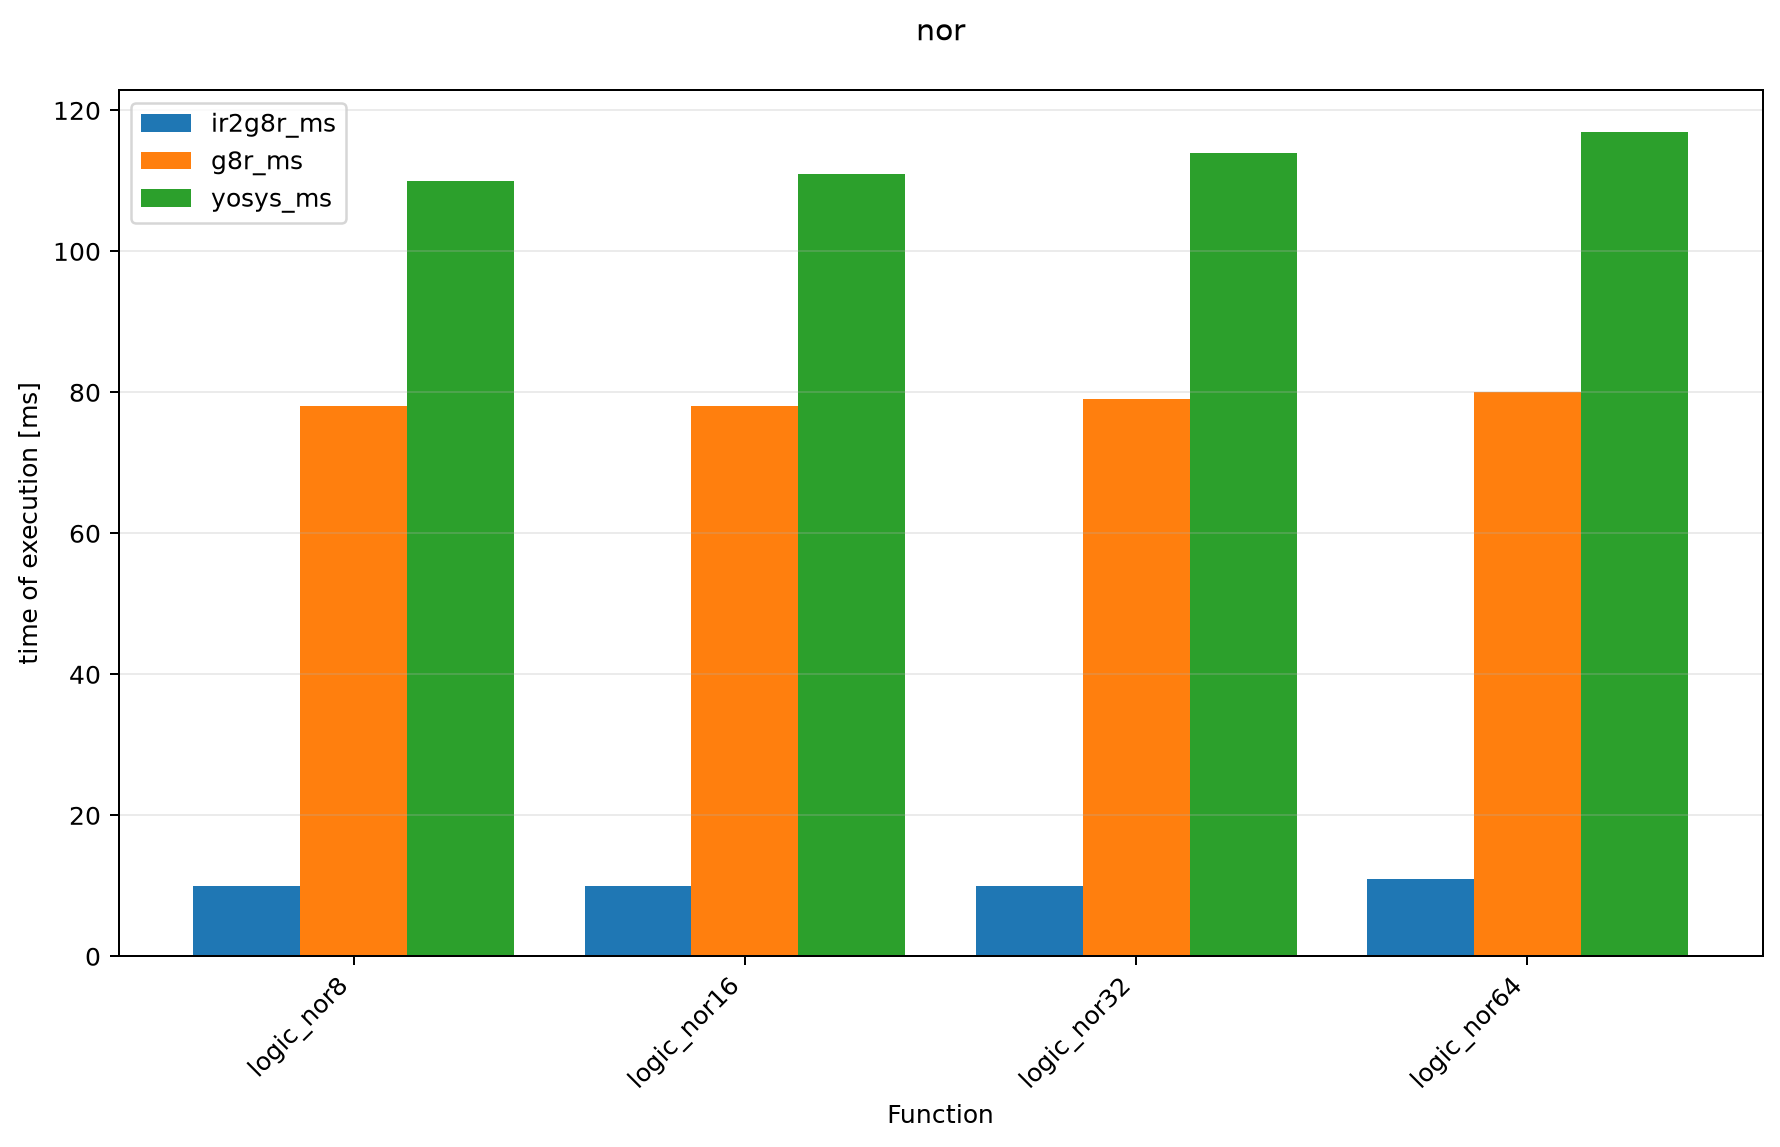 nor
120
100
80
60
40
20
0
time of execution [ms]
ir2g8r_ms
g8r_ms
yosys_ms
logic_nor8
logic_nor16
logic_nor32
logic_nor64
Function